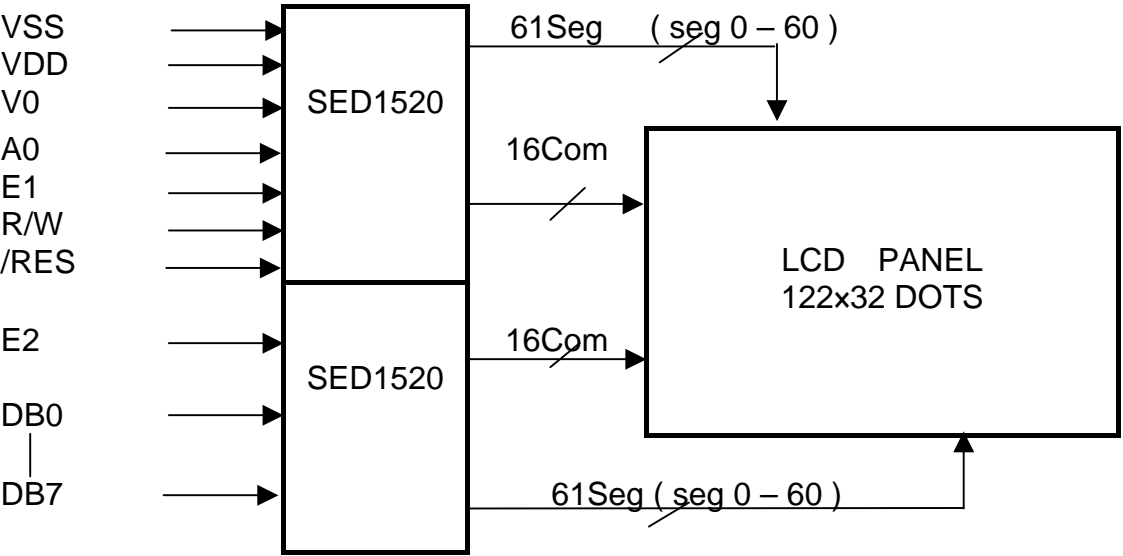 VSS
VDD
V0
A0
E1
R/W
/RES
E2
DB0
DB7
SED1520
SED1520
61Seg ( seg 0 – 60 )
16Com
16Com
61Seg ( seg 0 – 60 )
LCD PANEL
122x32 DOTS